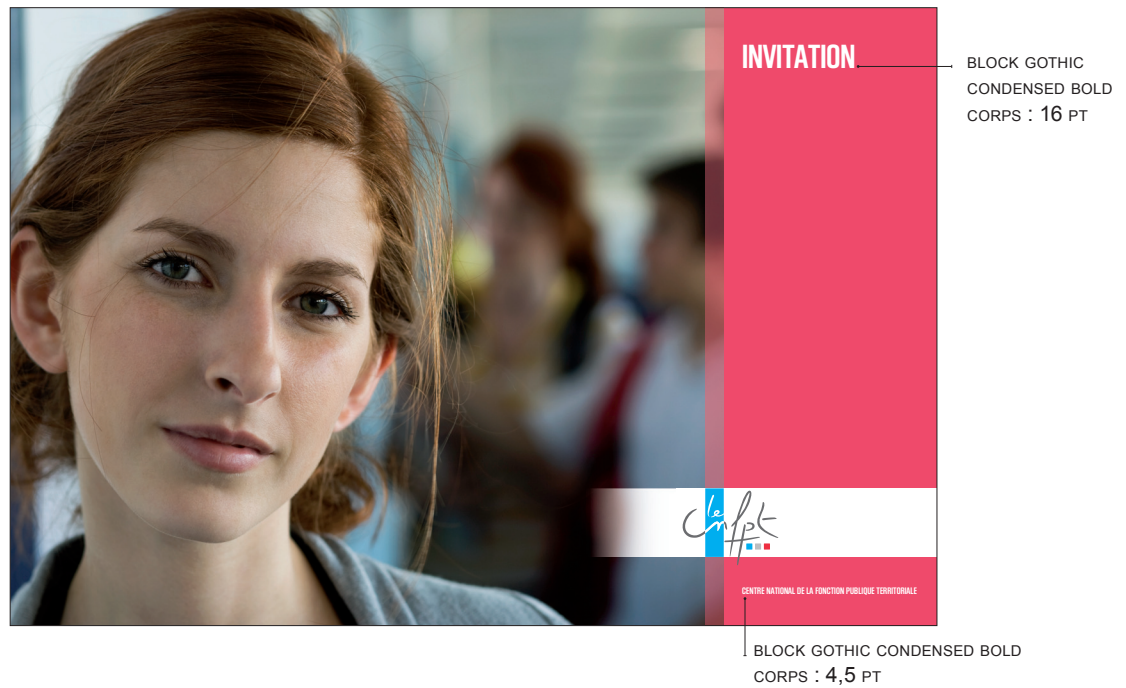 INVITATION
BLOCK GOTHIC
CONDENSED BOLD
CORPS : 16 PT
le
cnfpt
CENTRE NATIONAL DE LA FONCTION PUBLIQUE TERRITORIALE
BLOCK GOTHIC CONDENSED BOLD
CORPS : 4,5 PT